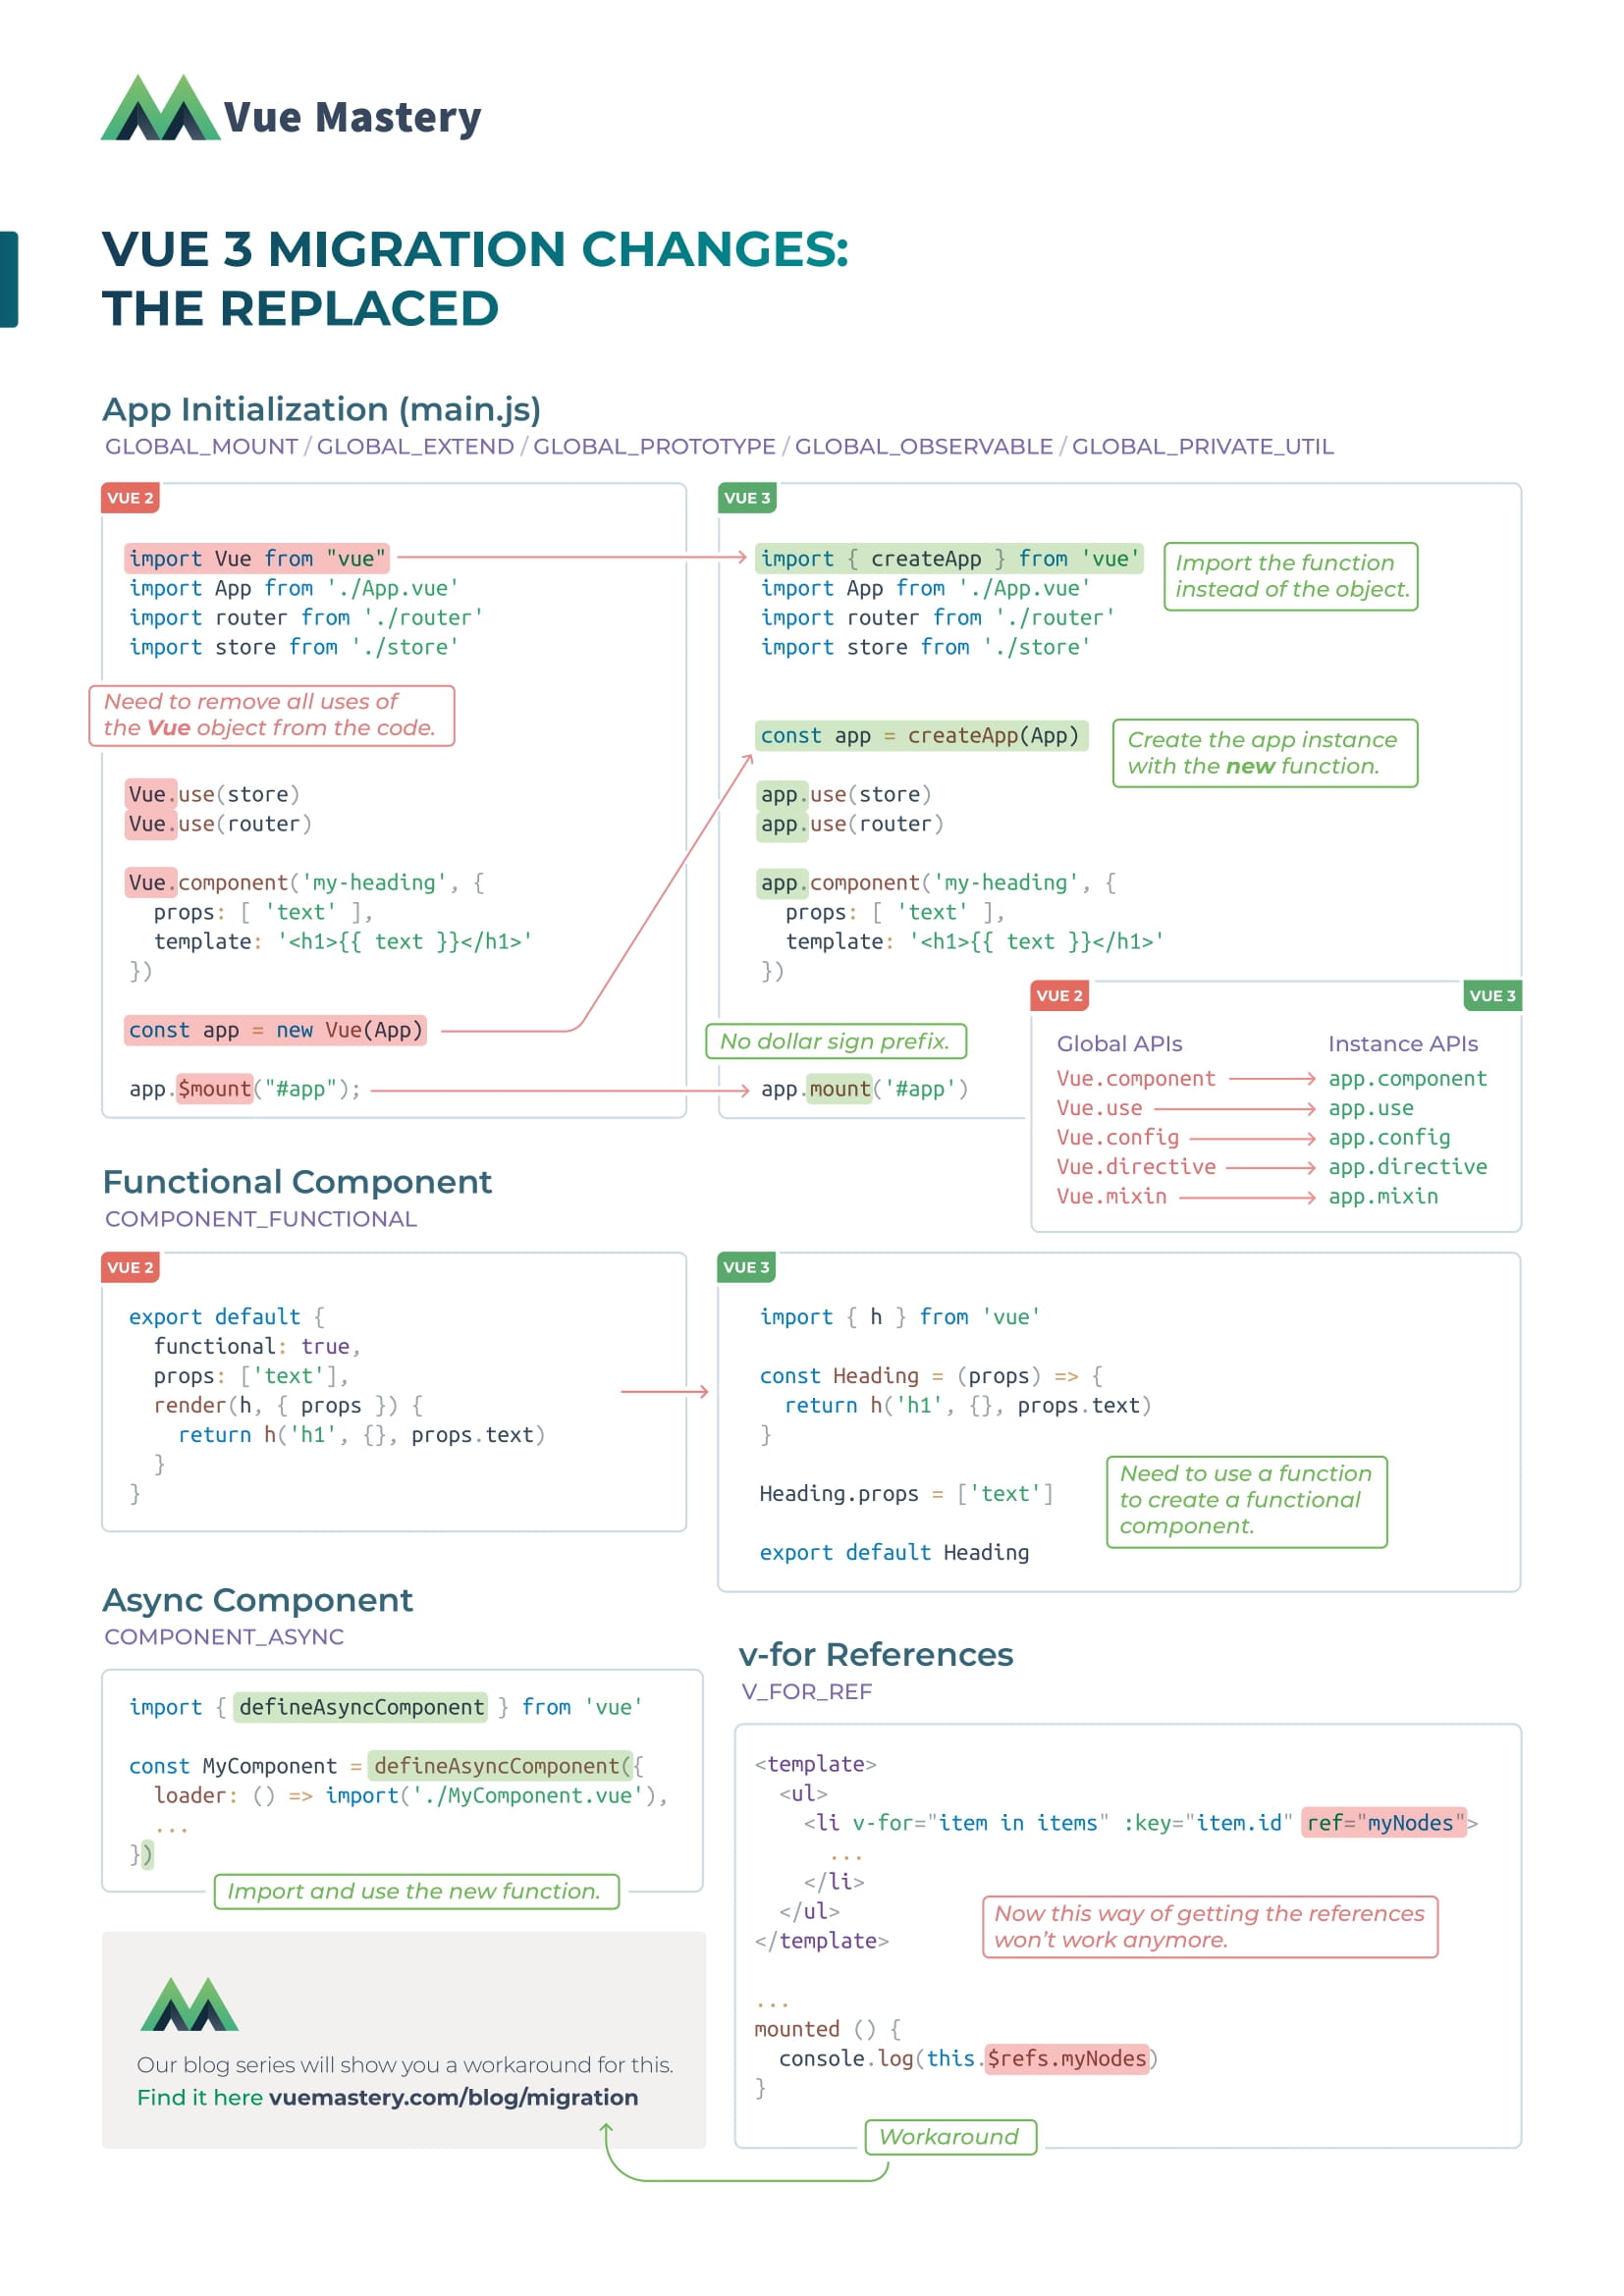 Vue Mastery
VUE 3 MIGRATION CHANGES:
THE REPLACED
App Initialization (main.js)
GLOBAL_MOUNT / GLOBAL_EXTEND / GLOBAL_PROTOTYPE / GLOBAL_OBSERVABLE / GLOBAL_PRIVATE_UTIL
VUE 2
import Vue from "vue"
import App from './App.vue'
import router from './router'
import store from './store'
Need to remove all uses of
the Vue object from the code.
Vue.use(store)
Vue.use(router)
Vue.component('my-heading', {
  props: [ 'text' ],
  template: '<h1>{{ text }}</h1>'
})
const app = new Vue(App)
app.$mount("#app");
VUE 3
import { createApp } from 'vue'
import App from './App.vue'
import router from './router'
import store from './store'
Import the function
instead of the object.
const app = createApp(App)
Create the app instance
with the new function.
app.use(store)
app.use(router)
app.component('my-heading', {
  props: [ 'text' ],
  template: '<h1>{{ text }}</h1>'
})
No dollar sign prefix.
app.mount('#app')
VUE 2
VUE 3
Global APIs
Instance APIs
Vue.component
app.component
Vue.use
app.use
Vue.config
app.config
Vue.directive
app.directive
Vue.mixin
app.mixin
Functional Component
COMPONENT_FUNCTIONAL
VUE 2
export default {
  functional: true,
  props: ['text'],
  render(h, { props }) {
    return h('h1', {}, props.text)
  }
}
VUE 3
import { h } from 'vue'
const Heading = (props) => {
  return h('h1', {}, props.text)
}
Heading.props = ['text']
export default Heading
Need to use a function
to create a functional
component.
Async Component
COMPONENT_ASYNC
import { defineAsyncComponent } from 'vue'
const MyComponent = defineAsyncComponent({
  loader: () => import('./MyComponent.vue'),
  ...
})
Import and use the new function.
Our blog series will show you a workaround for this.
Find it here vuemastery.com/blog/migration
v-for References
V_FOR_REF
<template>
  <ul>
    <li v-for="item in items" :key="item.id" ref="myNodes">
      ...
    </li>
  </ul>
</template>
Now this way of getting the references
won't work anymore.
...
mounted () {
  console.log(this.$refs.myNodes)
}
Workaround